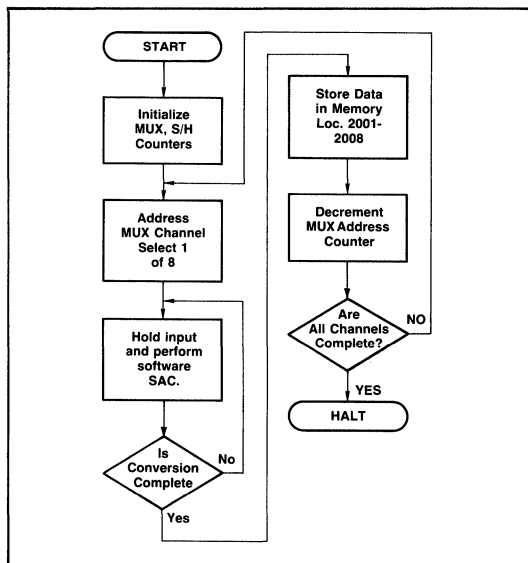 START
Initialize
MUX, S/H
Counters
Address
MUX Channel
Select 1
of 8
Hold input
and perform
software
SAC.
Is
Conversion
Complete
No
Yes
Store Data
in Memory
Loc. 2001-
2008
Decrement
MUX Address
Counter
Are
All Channels
Complete?
NO
YES
HALT